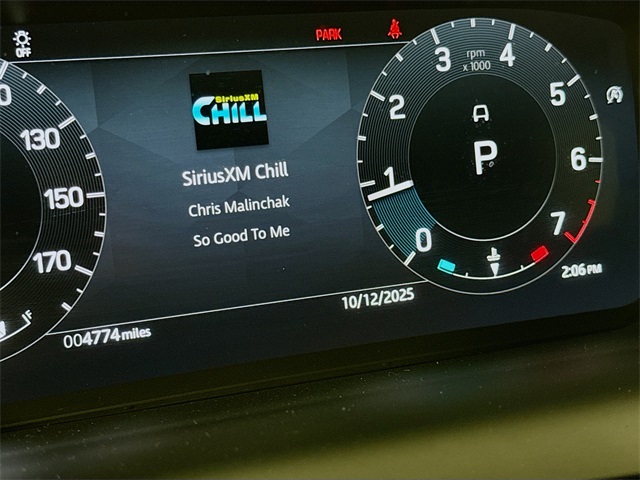 OFF
PARK
SiriusXM
CHILL
SiriusXM Chill
Chris Malinchak
So Good To Me
10/12/2025
004774 miles
130
150
170
F
rpm
x 1000
0
1
2
3
4
5
6
7
P
A
2:06 PM